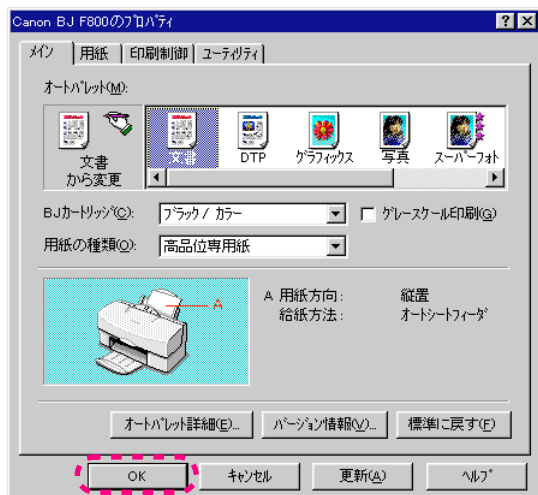 Canon BJ F800のﾌﾟﾛﾊﾟﾃｨ
ﾒｲﾝ 用紙 印刷制御 ﾕｰﾃｨﾘﾃｨ
ｵｰﾄﾊﾟﾚｯﾄ(M):
文書 から変更
文書 DTP ｸﾞﾗﾌｨｯｸｽ 写真 ｽｰﾊﾟｰﾌｫﾄ
BJｶｰﾄﾘｯｼﾞ(C): ﾌﾞﾗｯｸ / ｶﾗｰ ｸﾞﾚｰｽｹｰﾙ印刷(G)
用紙の種類(O): 高品位専用紙
A
A 用紙方向: 縦置
給紙方法: ｵｰﾄｼｰﾄﾌｨｰﾀﾞ
ｵｰﾄﾊﾟﾚｯﾄ詳細(E)... ﾊﾞｰｼﾞｮﾝ情報(V)... 標準に戻す(F)
OK ｷｬﾝｾﾙ 更新(A) ﾍﾙﾌﾟ